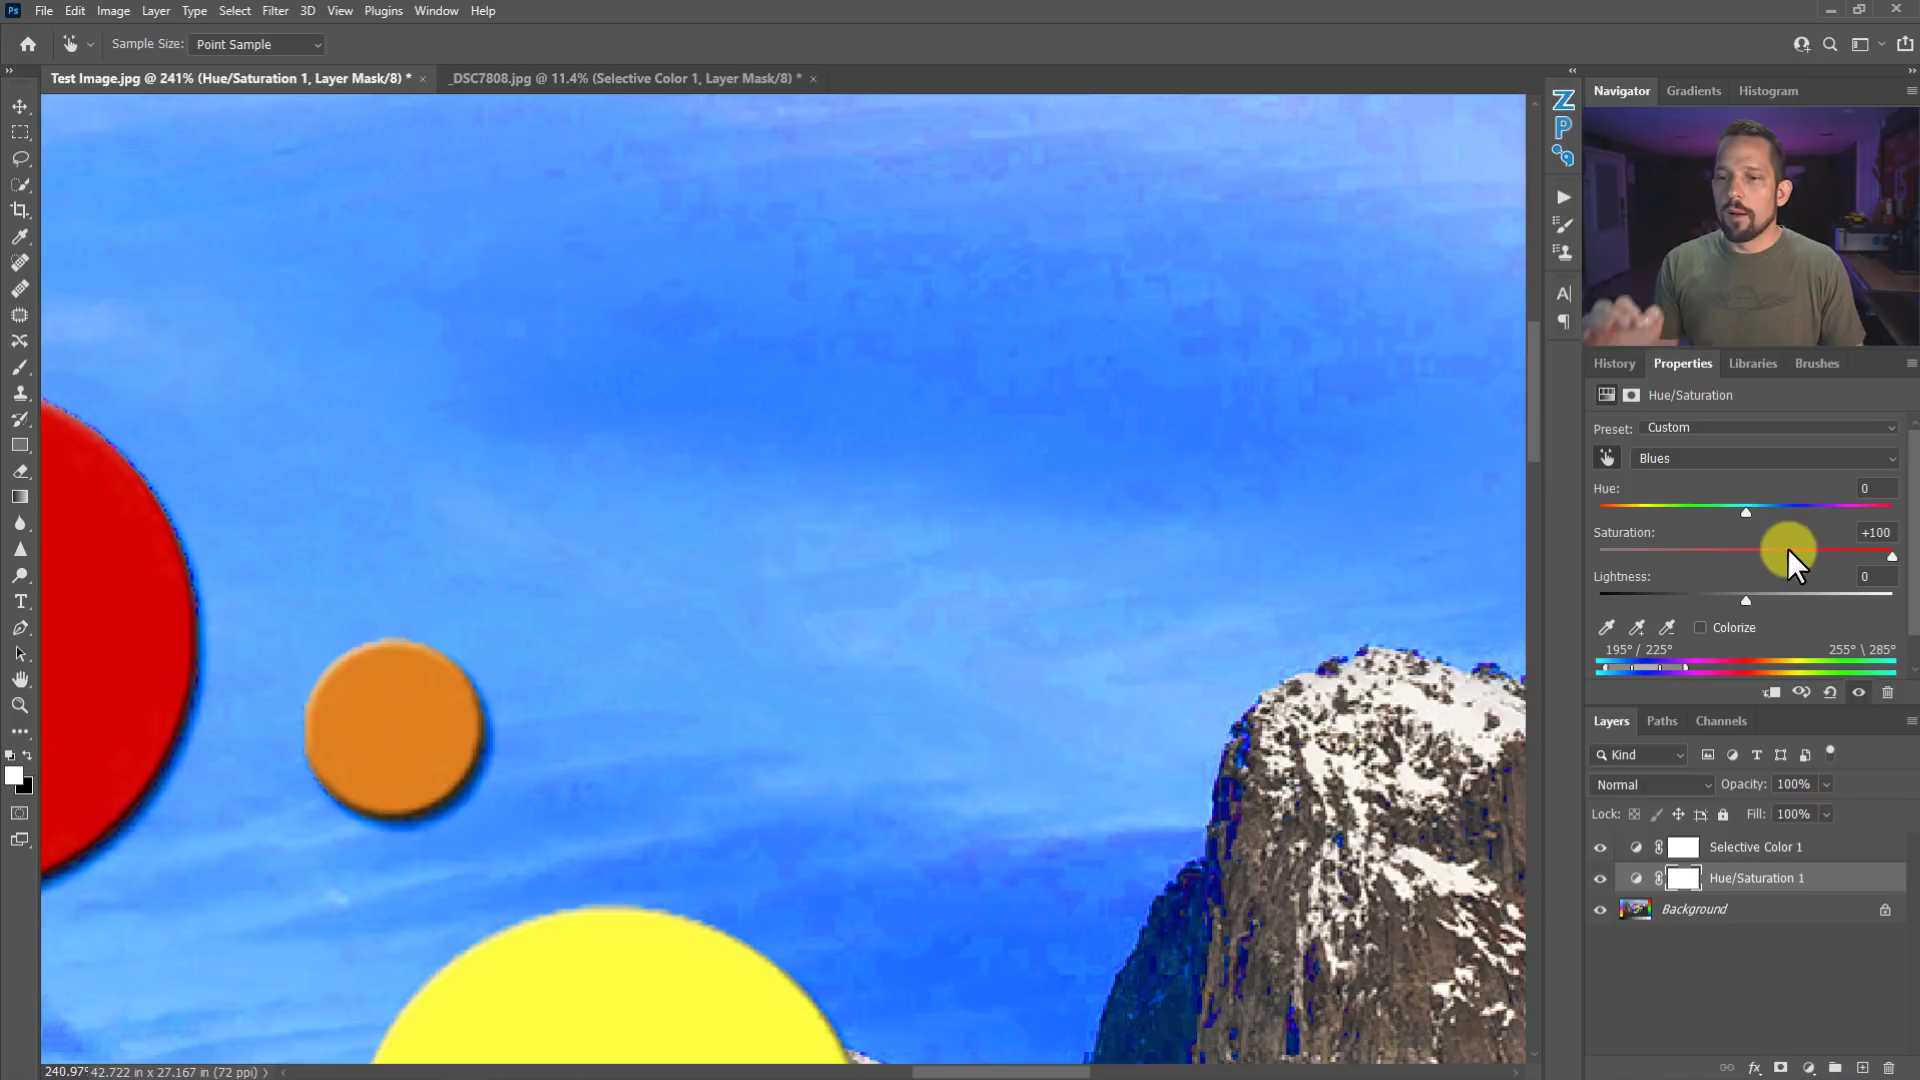 Ps File Edit Image Layer Type Select Filter 3D View Plugins Window Help
Sample Size: Point Sample
Test Image.jpg @ 241% (Hue/Saturation 1, Layer Mask/8) * × _DSC7808.jpg @ 11.4% (Selective Color 1, Layer Mask/8) * ×
Navigator Gradients Histogram
Z
P
A
History Properties Libraries Brushes
Hue/Saturation
Preset: Custom
Blues
Hue: 0
Saturation: +100
Lightness: 0
Colorize
195° / 225° 255° \ 285°
Layers Paths Channels
Kind
Normal Opacity: 100%
Lock: Fill: 100%
Selective Color 1
Hue/Saturation 1
Background
T
240.97% 42.722 in x 27.167 in (72 ppi)
fx